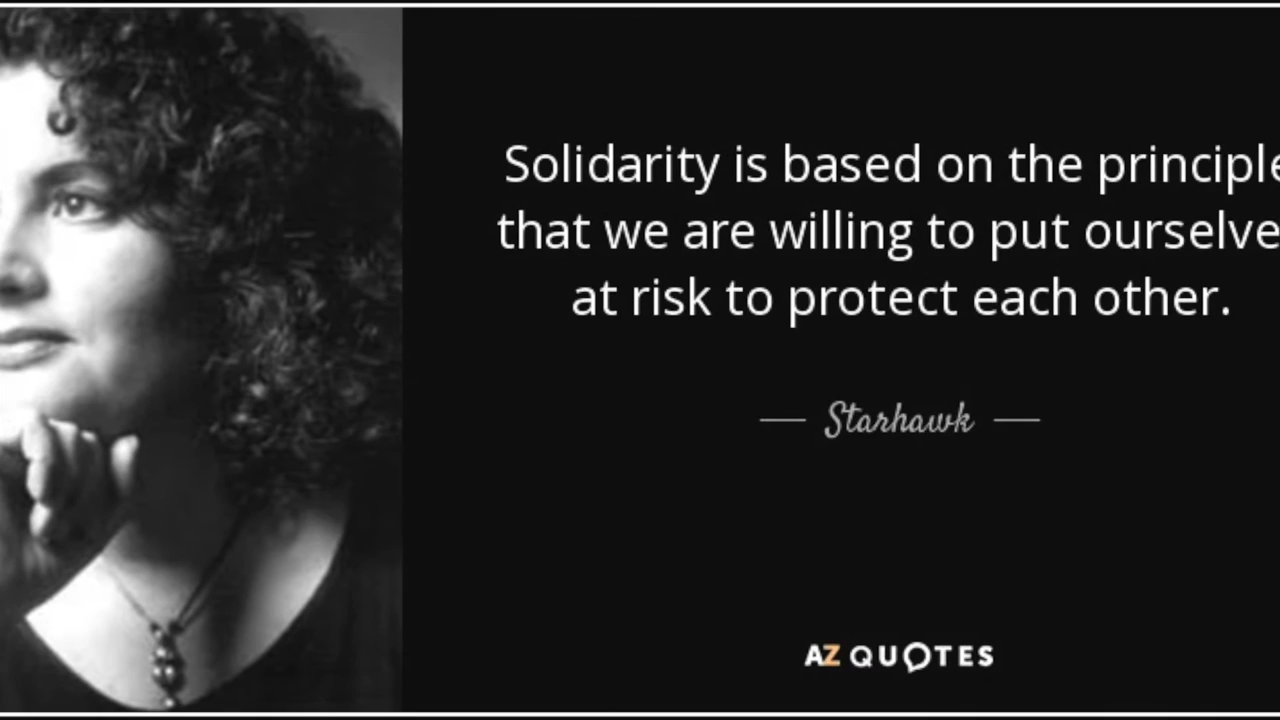 Solidarity is based on the principle
that we are willing to put ourselve
at risk to protect each other.
Starhawk
AZ QUOTES